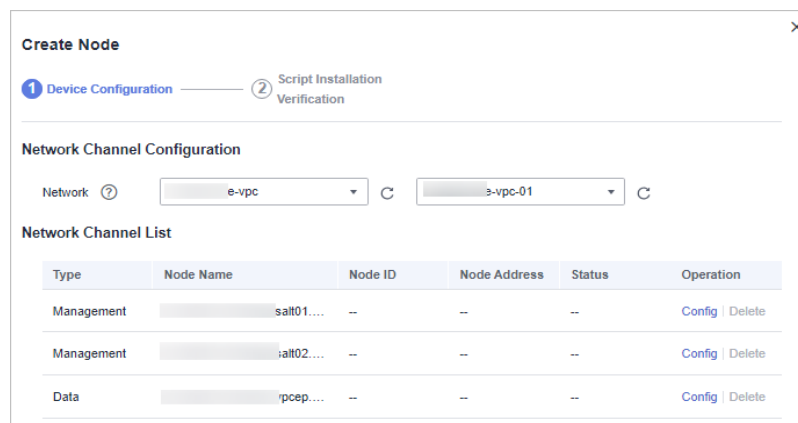 Create Node
1 Device Configuration 2 Script Installation Verification
Network Channel Configuration
Network ? e-vpc e-vpc-01
Network Channel List
Type Node Name Node ID Node Address Status Operation
Management salt01.... -- -- -- Config Delete
Management salt02.... -- -- -- Config Delete
Data vpcep.... -- -- -- Config Delete